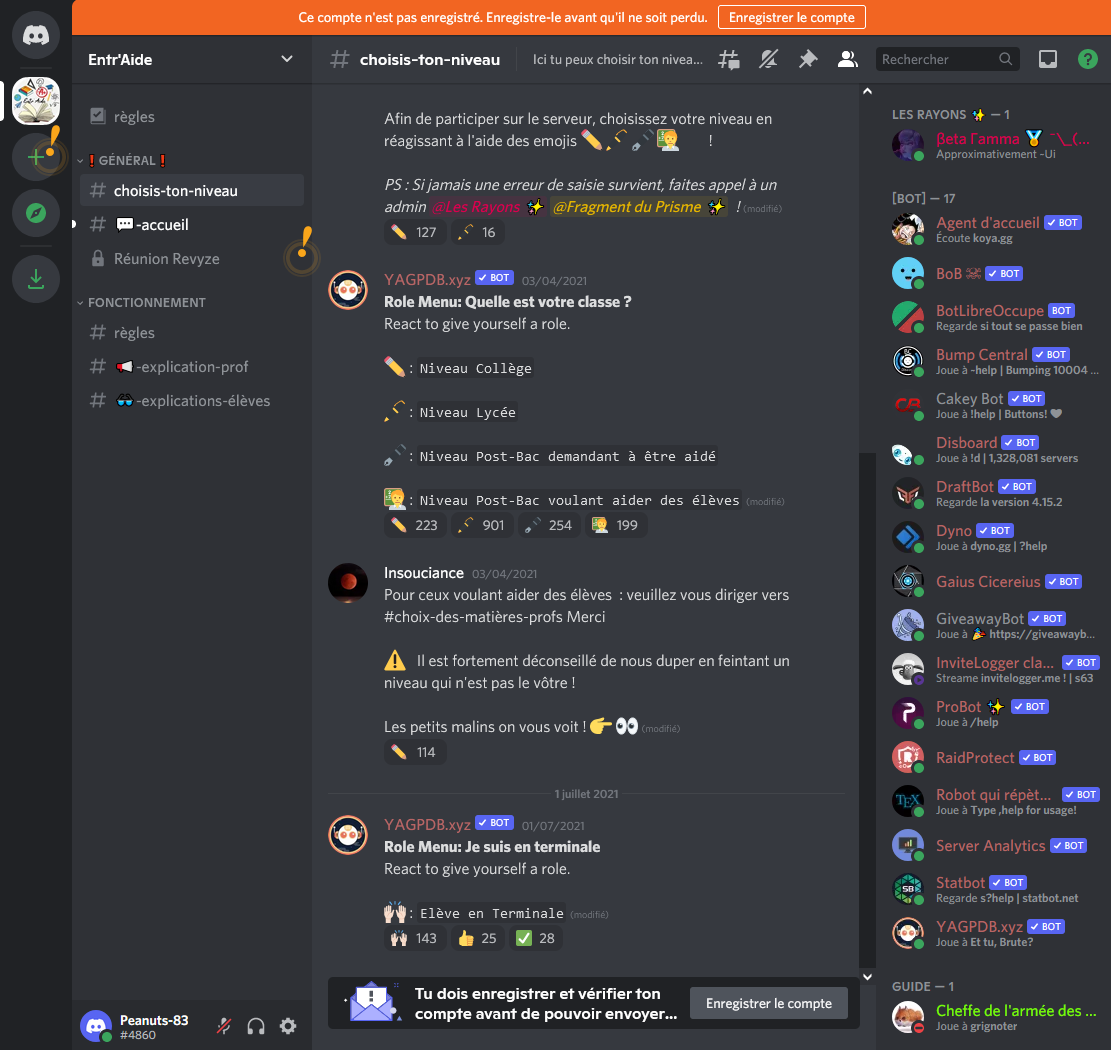 Ce compte n'est pas enregistré. Enregistre-le avant qu'il ne soit perdu.
Enregistrer le compte
Entr'Aide
règles
❗GÉNÉRAL❗
choisis-ton-niveau
💬-accueil
Réunion Revyze
FONCTIONNEMENT
règles
📢-explication-prof
-explications-élèves
Peanuts-83
#4860
choisis-ton-niveau
Ici tu peux choisir ton nivea...
Rechercher
Afin de participer sur le serveur, choisissez votre niveau en
réagissant à l'aide des emojis !
PS : Si jamais une erreur de saisie survient, faites appel à un
admin @Les Rayons ✨ @Fragment du Prisme ✨ ! (modifié)
127 16
YAGPDB.xyz ✓ BOT 03/04/2021
Role Menu: Quelle est votre classe ?
React to give yourself a role.
✏️: Niveau Collège
: Niveau Lycée
: Niveau Post-Bac demandant à être aidé
: Niveau Post-Bac voulant aider des élèves (modifié)
223 901 254 199
Insouciance 03/04/2021
Pour ceux voulant aider des élèves : veuillez vous diriger vers
#choix-des-matières-profs Merci
⚠️ Il est fortement déconseillé de nous duper en feintant un
niveau qui n'est pas le vôtre !
Les petits malins on vous voit ! 👉 👀 (modifié)
114
1 juillet 2021
YAGPDB.xyz ✓ BOT 01/07/2021
Role Menu: Je suis en terminale
React to give yourself a role.
🙌🏻: Elève en Terminale (modifié)
143 25 28
Tu dois enregistrer et vérifier ton
compte avant de pouvoir envoyer...
Enregistrer le compte
LES RAYONS ✨ — 1
βeta Γamma 🏅 ¯\_(...
Approximativement -Ui
[BOT] — 17
Agent d'accueil ✓ BOT
Écoute koya.gg
BoB ☠ ✓ BOT
BotLibreOccupe BOT
Regarde si tout se passe bien
Bump Central ✓ BOT
Joue à -help | Bumping 10004 ...
Cakey Bot ✓ BOT
Joue à !help | Buttons! ❤
Disboard ✓ BOT
Joue à !d | 1,328,081 servers
DraftBot ✓ BOT
Regarde la version 4.15.2
Dyno ✓ BOT
Joue à dyno.gg | ?help
Gaius Cicereius ✓ BOT
GiveawayBot ✓ BOT
Joue à 🎉 https://giveawayb...
InviteLogger cla... ✓ BOT
Streame invitelogger.me ! | s63
ProBot ✨ ✓ BOT
Joue à /help
RaidProtect ✓ BOT
Robot qui répèt... ✓ BOT
Joue à Type ,help for usage!
Server Analytics ✓ BOT
Statbot ✓ BOT
Regarde s?help | statbot.net
YAGPDB.xyz ✓ BOT
Joue à Et tu, Brute?
GUIDE — 1
Cheffe de l'armée des ...
Joue à grignoter